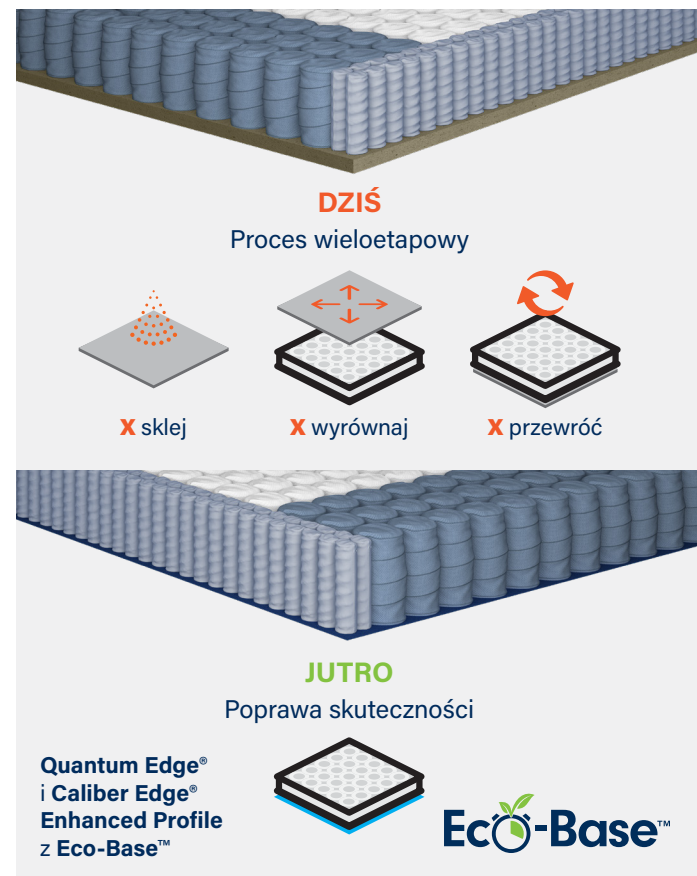 DZIŚ
Proces wieloetapowy
X sklej
X wyrównaj
X przewróć
JUTRO
Poprawa skuteczności
Quantum Edge®
i Caliber Edge®
Enhanced Profile
z Eco-Base™
Eco-Base™